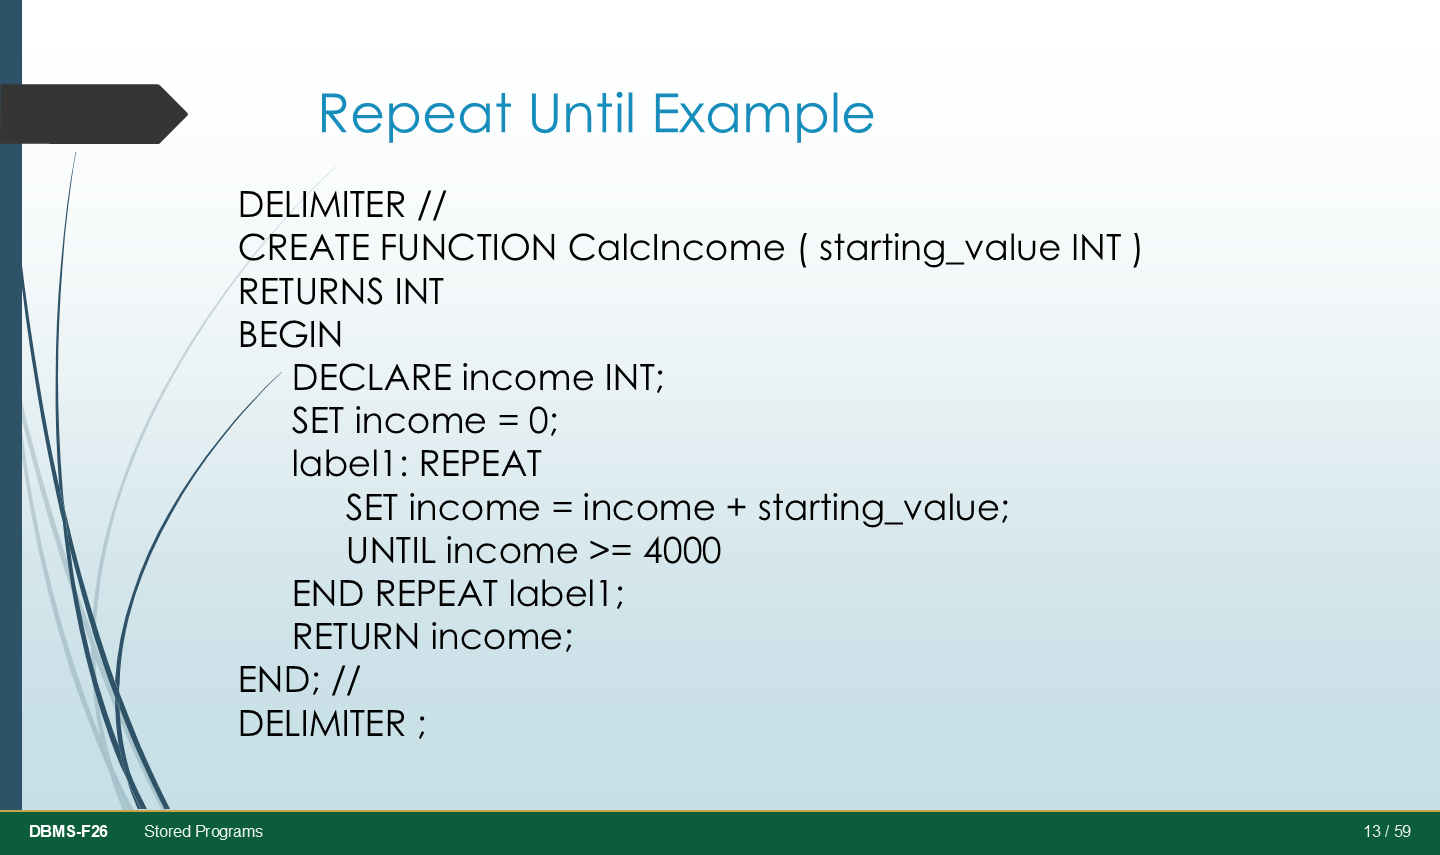 Repeat Until Example
DELIMITER //
CREATE FUNCTION CalcIncome ( starting_value INT )
RETURNS INT
BEGIN
DECLARE income INT;
SET income = 0;
label1: REPEAT
SET income = income + starting_value;
UNTIL income >= 4000
END REPEAT label1;
RETURN income;
END; //
DELIMITER ;
DBMS-F26 Stored Programs 13 / 59